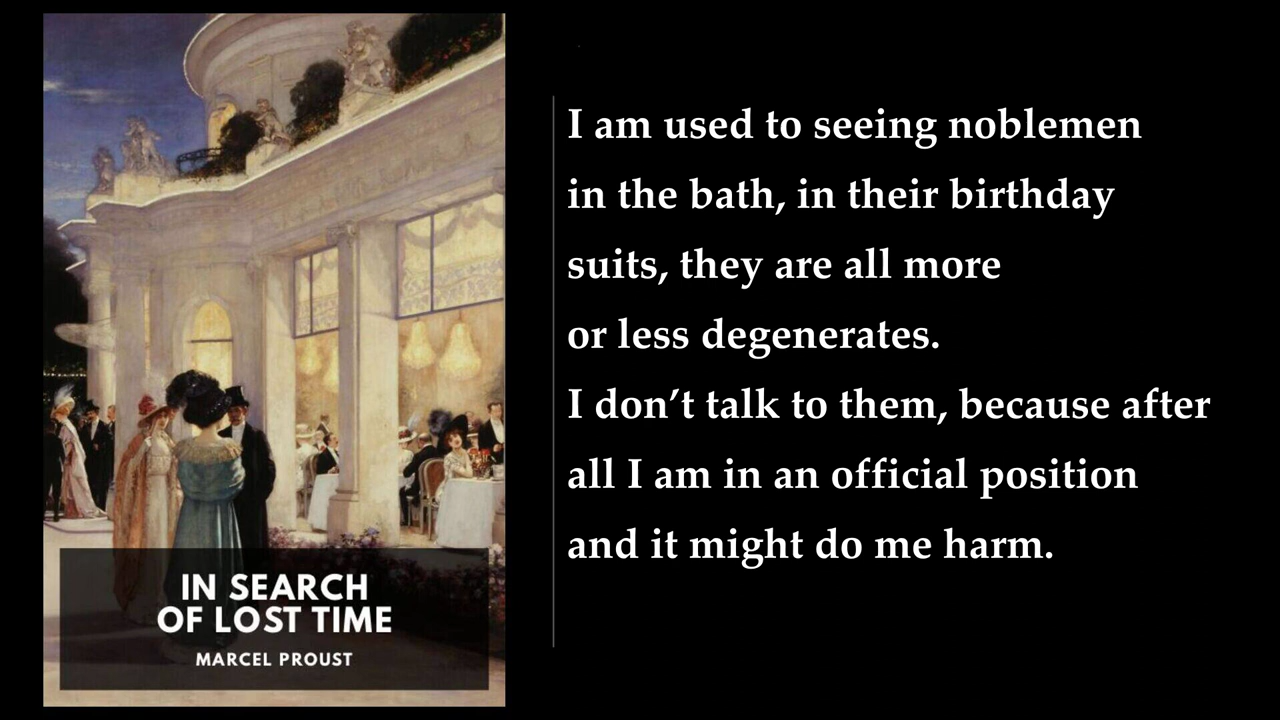 IN SEARCH
OF LOST TIME
MARCEL PROUST
I am used to seeing noblemen
in the bath, in their birthday
suits, they are all more
or less degenerates.
I don’t talk to them, because after
all I am in an official position
and it might do me harm.